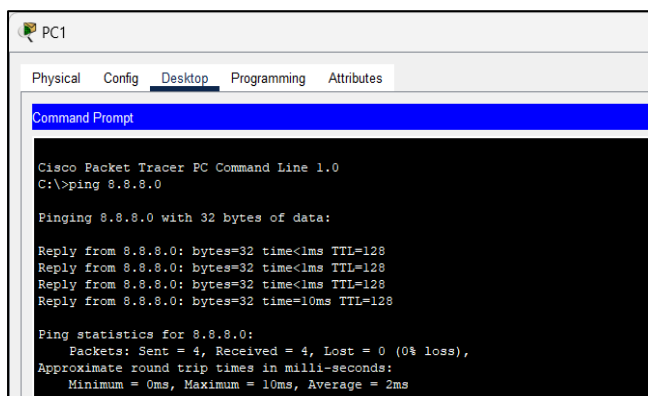 PC1
Physical Config Desktop Programming Attributes
Command Prompt
Cisco Packet Tracer PC Command Line 1.0
C:\>ping 8.8.8.0
Pinging 8.8.8.0 with 32 bytes of data:
Reply from 8.8.8.0: bytes=32 time<1ms TTL=128
Reply from 8.8.8.0: bytes=32 time<1ms TTL=128
Reply from 8.8.8.0: bytes=32 time<1ms TTL=128
Reply from 8.8.8.0: bytes=32 time=10ms TTL=128
Ping statistics for 8.8.8.0:
Packets: Sent = 4, Received = 4, Lost = 0 (0% loss),
Approximate round trip times in milli-seconds:
Minimum = 0ms, Maximum = 10ms, Average = 2ms